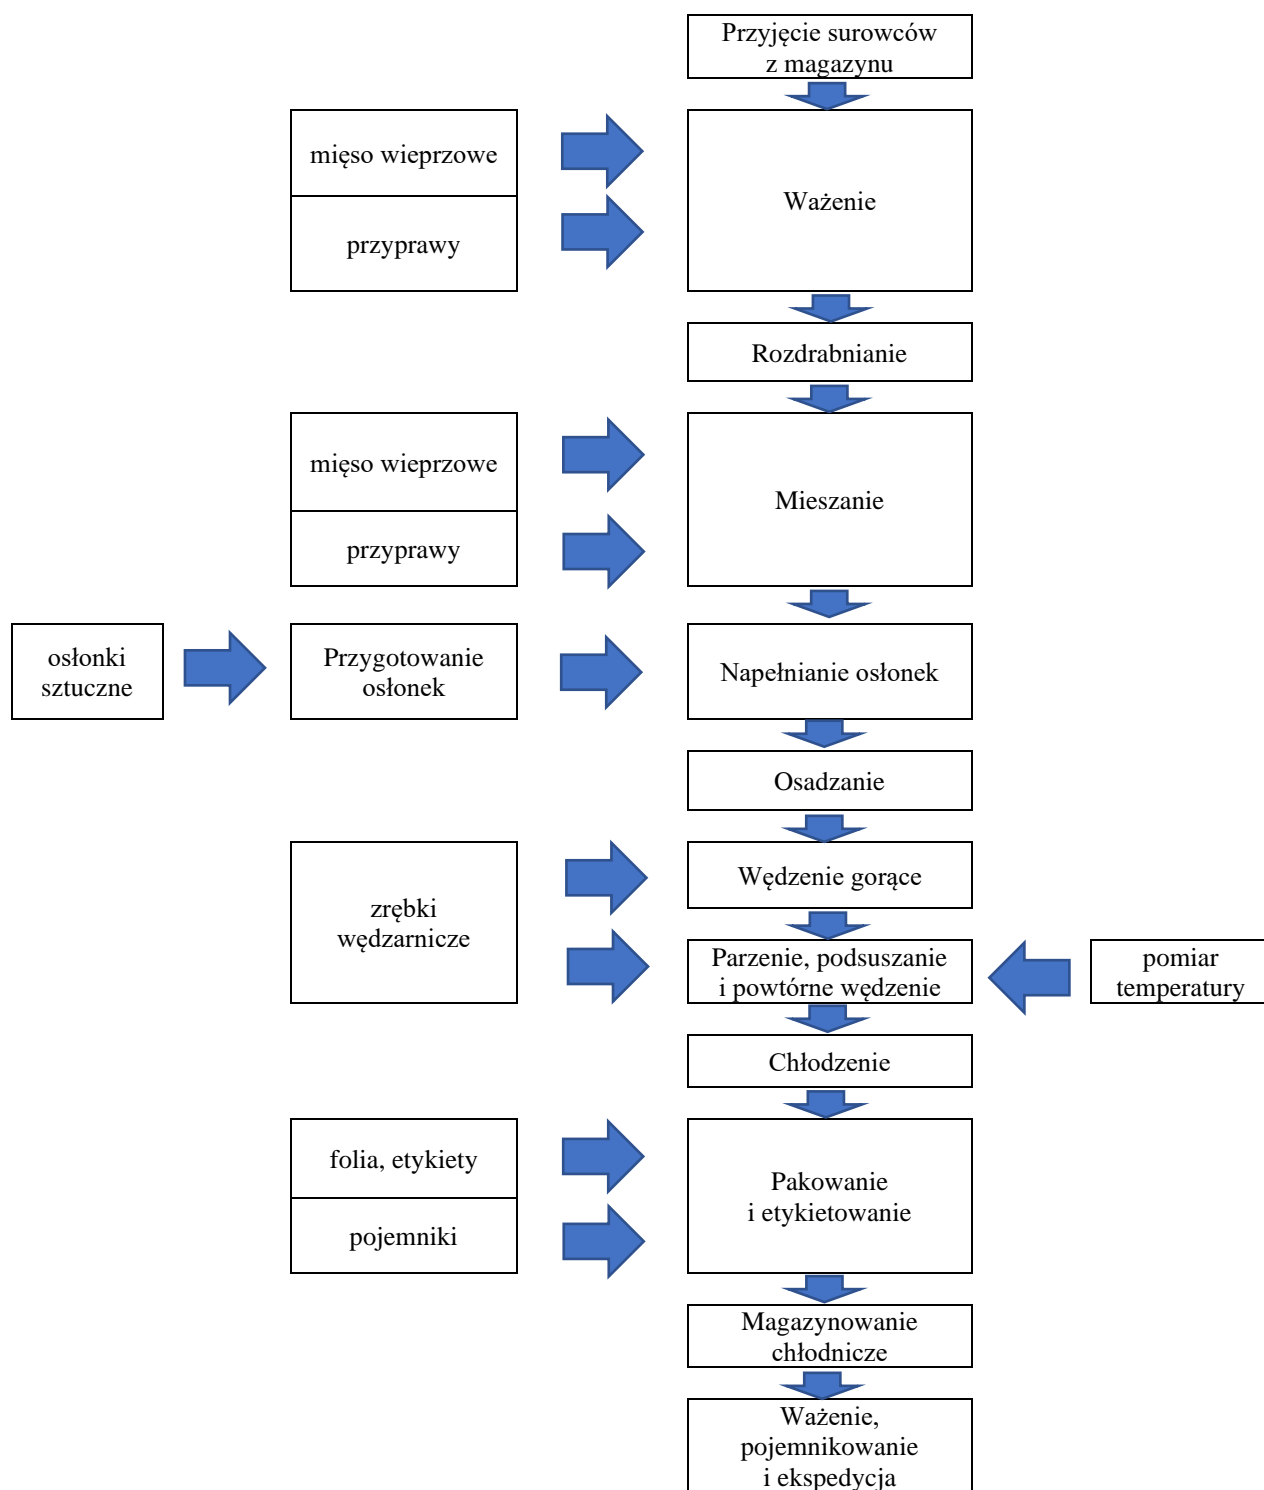 Przyjęcie surowców
z magazynu
mięso wieprzowe
przyprawy
Ważenie
Rozdrabnianie
mięso wieprzowe
przyprawy
Mieszanie
osłonki
sztuczne
Przygotowanie
osłonek
Napełnianie osłonek
Osadzanie
zrębki
wędzarnicze
Wędzenie gorące
Parzenie, podsuszanie
i powtórne wędzenie
pomiar
temperatury
Chłodzenie
folia, etykiety
pojemniki
Pakowanie
i etykietowanie
Magazynowanie
chłodnicze
Ważenie,
pojemnikowanie
i ekspedycja